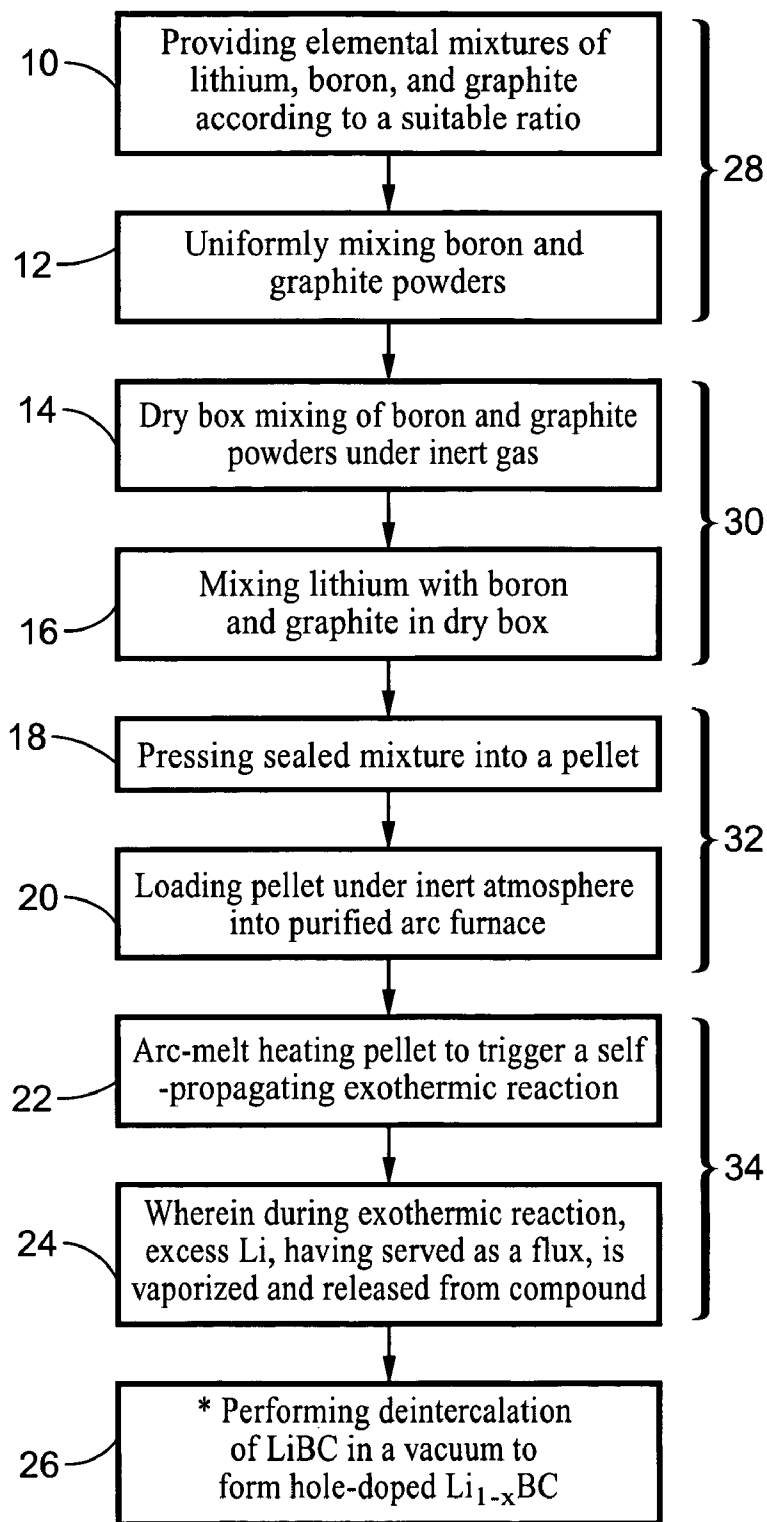 10
Providing elemental mixtures of
lithium, boron, and graphite
according to a suitable ratio
28
12
Uniformly mixing boron and
graphite powders
14
Dry box mixing of boron and graphite
powders under inert gas
30
16
Mixing lithium with boron
and graphite in dry box
18
Pressing sealed mixture into a pellet
32
20
Loading pellet under inert atmosphere
into purified arc furnace
22
Arc-melt heating pellet to trigger a self
-propagating exothermic reaction
34
24
Wherein during exothermic reaction,
excess Li, having served as a flux, is
vaporized and released from compound
26
* Performing deintercalation
of LiBC in a vacuum to
form hole-doped Li₁₋ₓBC